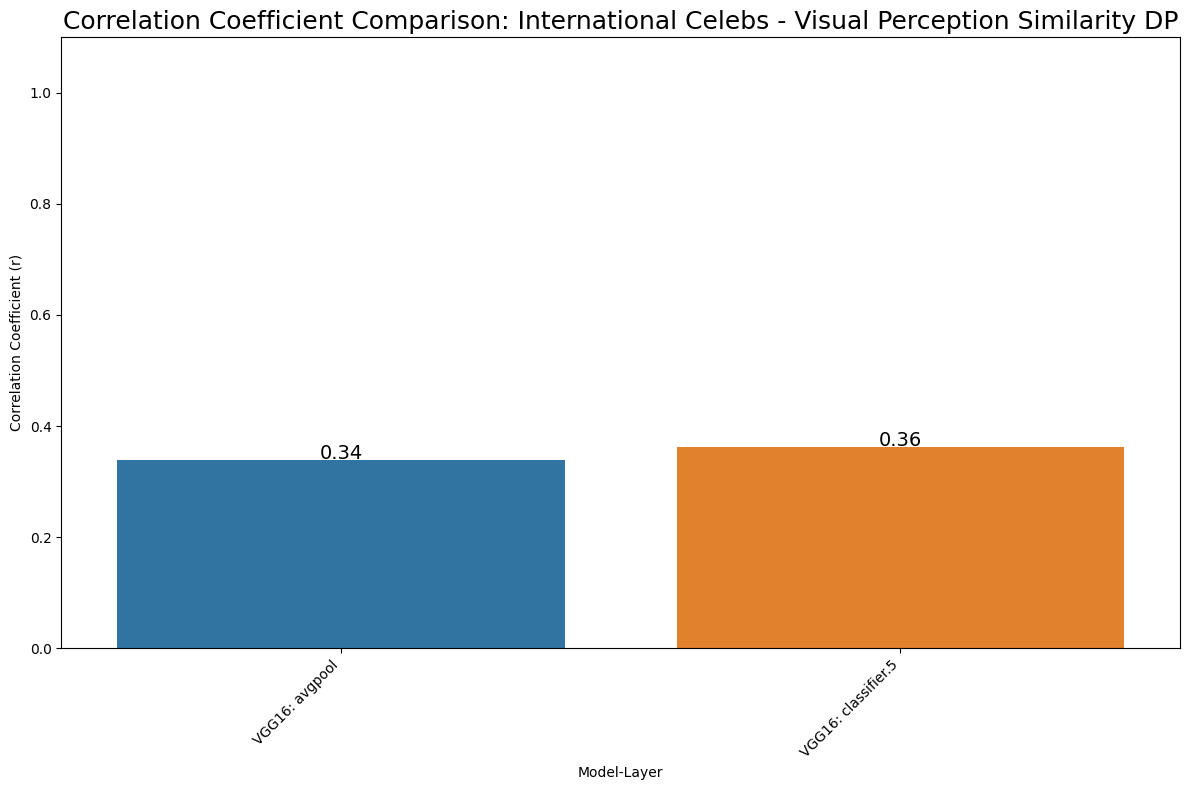 Correlation Coefficient Comparison: International Celebs - Visual Perception Similarity DP
Correlation Coefficient (r)
1.0
0.8
0.6
0.4
0.2
0.0
0.34
0.36
VGG16: avgpool
VGG16: classifier.5
Model-Layer